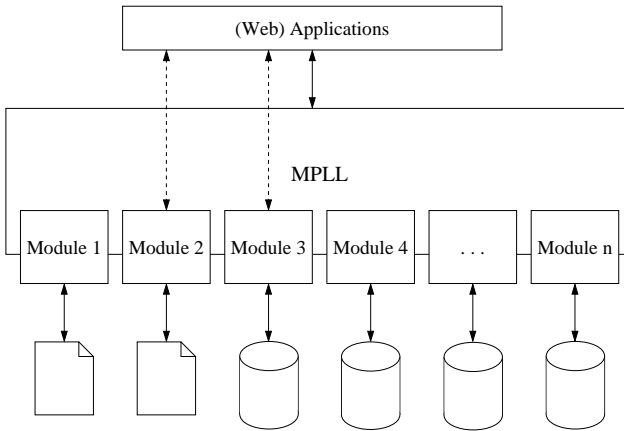 (Web) Applications
MPLL
Module 1
Module 2
Module 3
Module 4
. . .
Module n